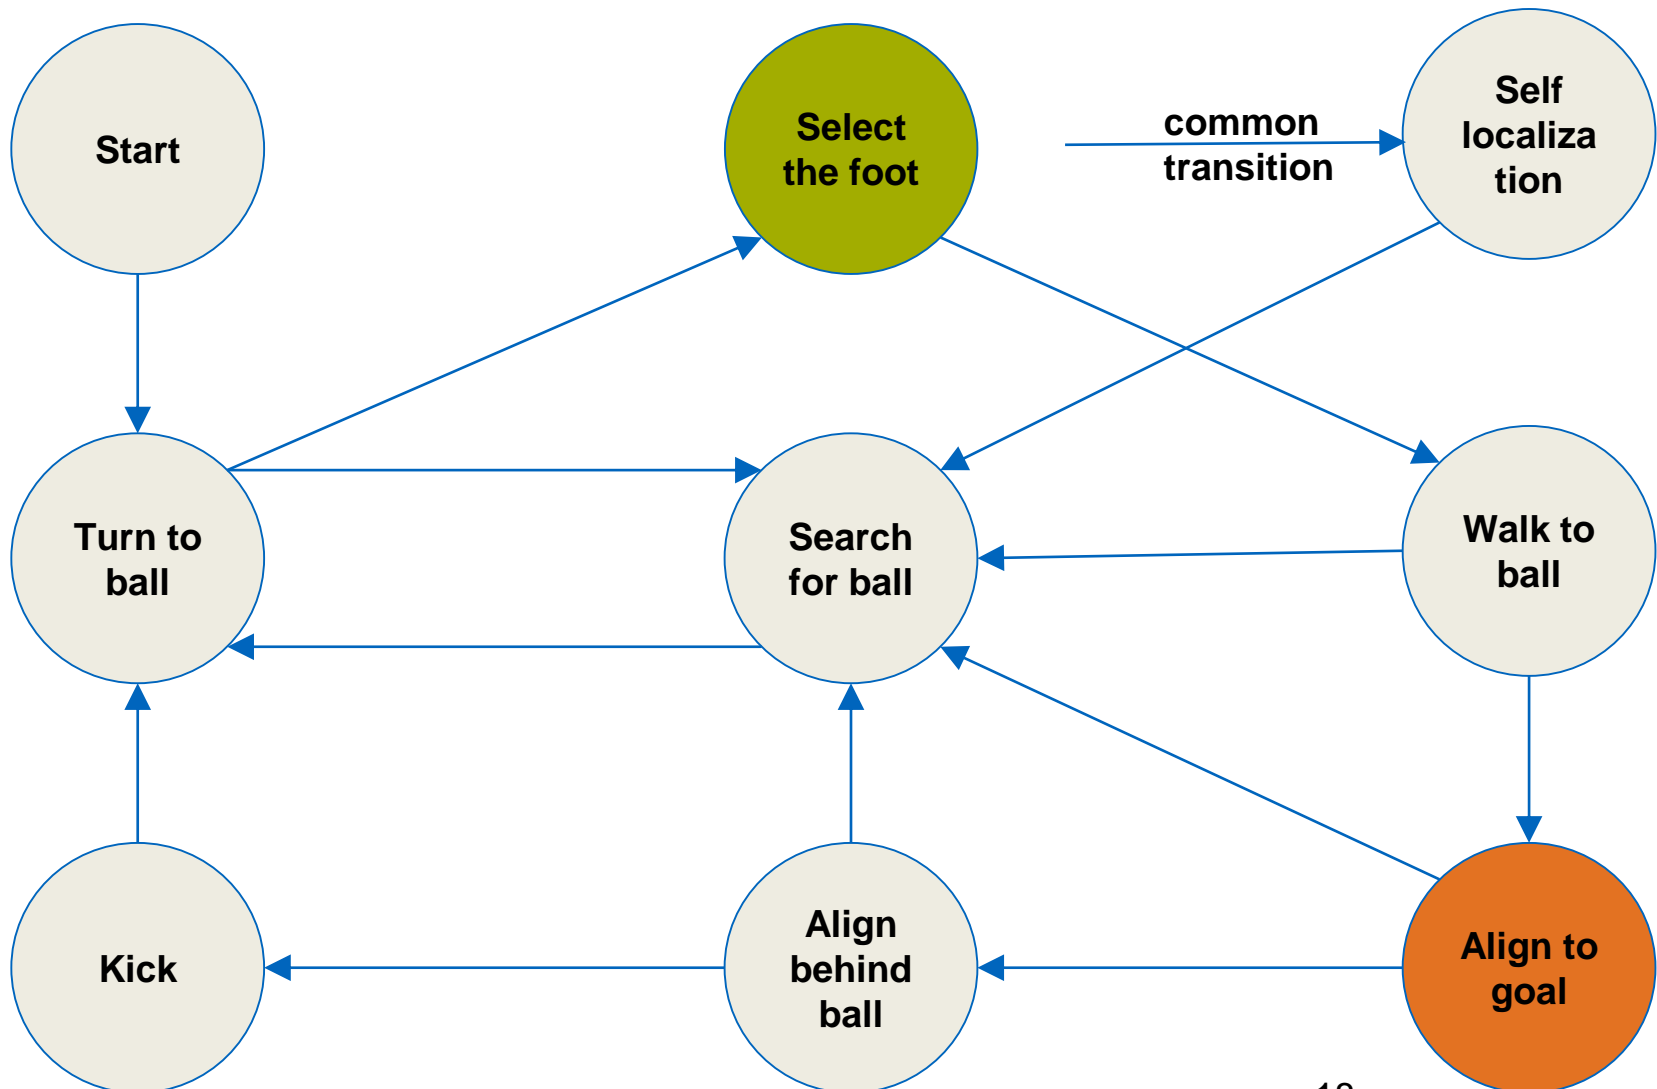 Start
Select
the foot
common
transition
Self
localiza
tion
Turn to
ball
Search
for ball
Walk to
ball
Kick
Align
behind
ball
Align to
goal